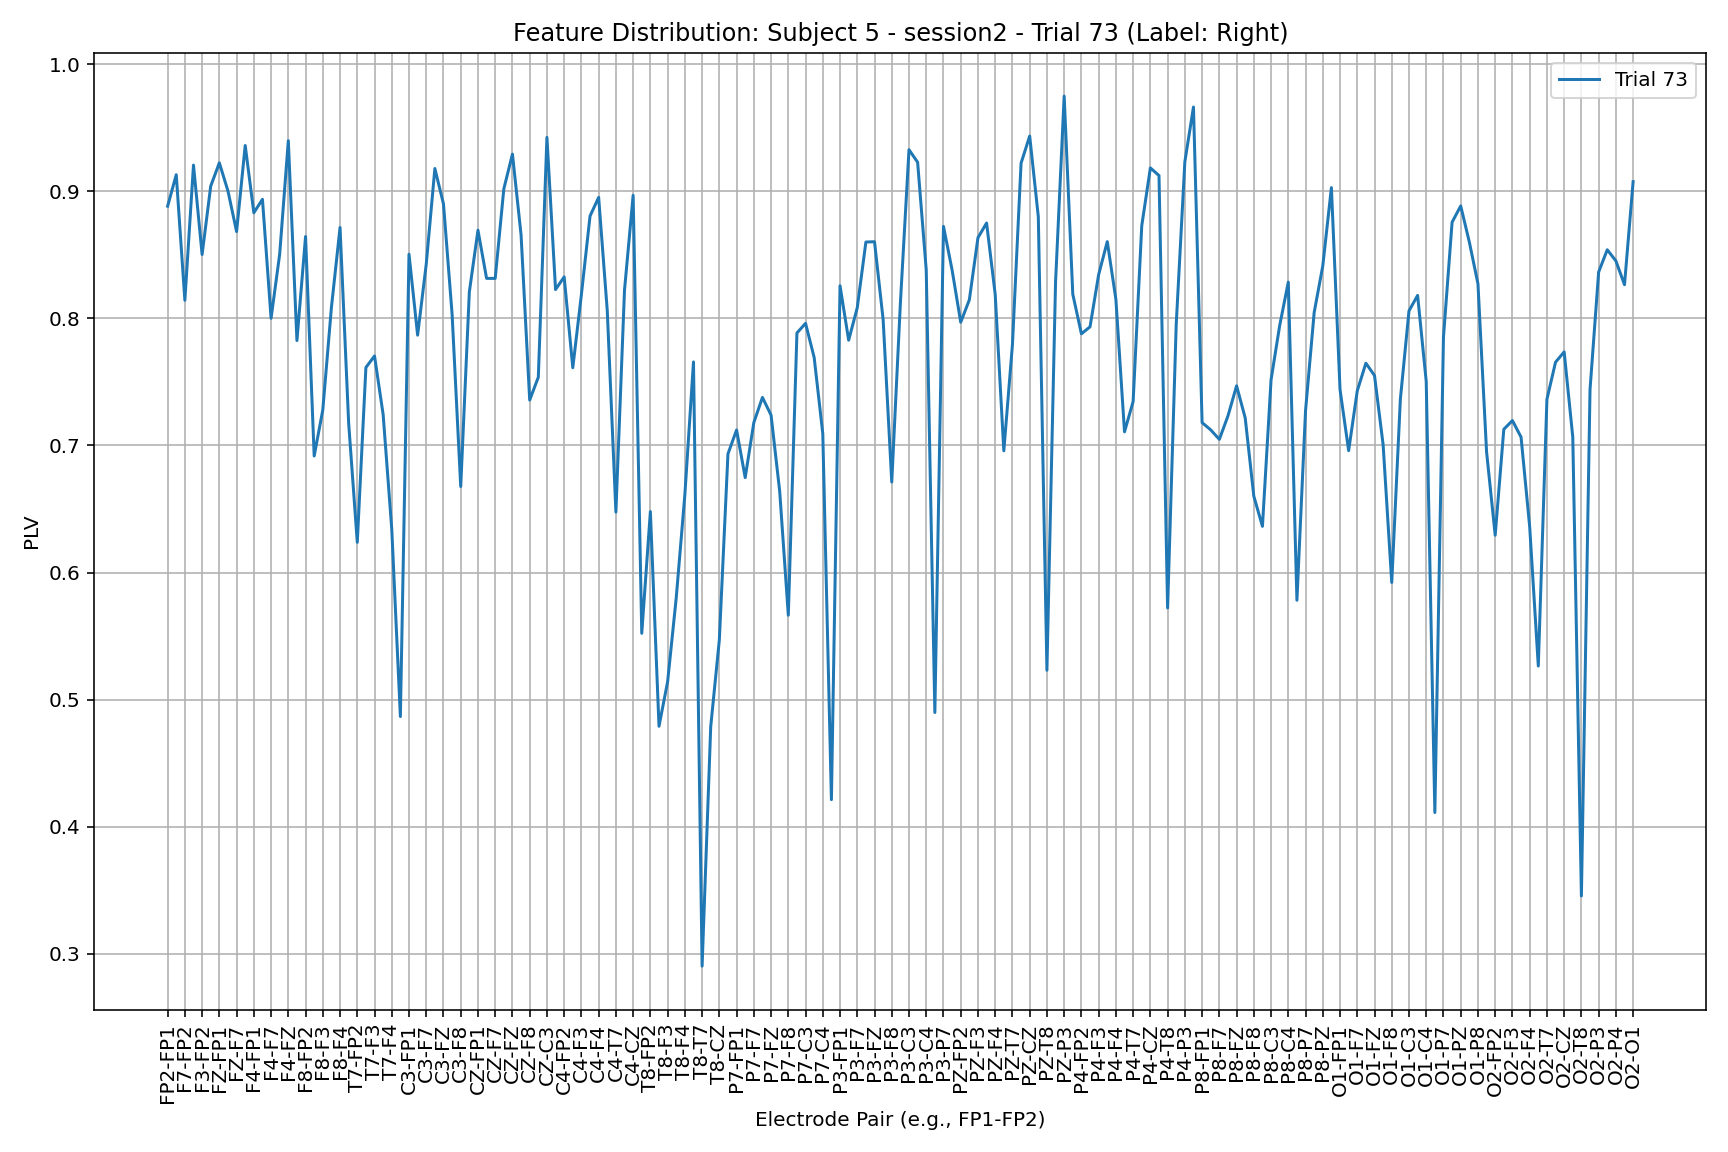 Feature Distribution: Subject 5 - session2 - Trial 73 (Label: Right)
Trial 73
1.0
0.9
0.8
0.7
0.6
0.5
0.4
0.3
PLV
FP2-FP1
F7-FP2
F3-FP2
FZ-FP1
FZ-F7
F4-FP1
F4-F7
F4-FZ
F8-FP2
F8-F3
F8-F4
T7-FP2
T7-F3
T7-F4
C3-FP1
C3-F7
C3-FZ
C3-F8
CZ-FP1
CZ-F7
CZ-FZ
CZ-F8
CZ-C3
C4-FP2
C4-F3
C4-F4
C4-T7
C4-CZ
T8-FP2
T8-F3
T8-F4
T8-T7
T8-CZ
P7-FP1
P7-F7
P7-FZ
P7-F8
P7-C3
P7-C4
P3-FP1
P3-F7
P3-FZ
P3-F8
P3-C3
P3-C4
P3-P7
PZ-FP2
PZ-F3
PZ-F4
PZ-T7
PZ-CZ
PZ-T8
PZ-P3
P4-FP2
P4-F3
P4-F4
P4-T7
P4-CZ
P4-T8
P4-P3
P8-FP1
P8-F7
P8-FZ
P8-F8
P8-C3
P8-C4
P8-P7
P8-PZ
O1-FP1
O1-F7
O1-FZ
O1-F8
O1-C3
O1-C4
O1-P7
O1-PZ
O1-P8
O2-FP2
O2-F3
O2-F4
O2-T7
O2-CZ
O2-T8
O2-P3
O2-P4
O2-O1
Electrode Pair (e.g., FP1-FP2)